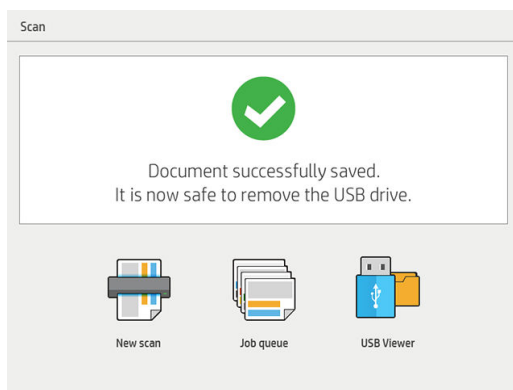 Scan
Document successfully saved.
It is now safe to remove the USB drive.
New scan
Job queue
USB Viewer